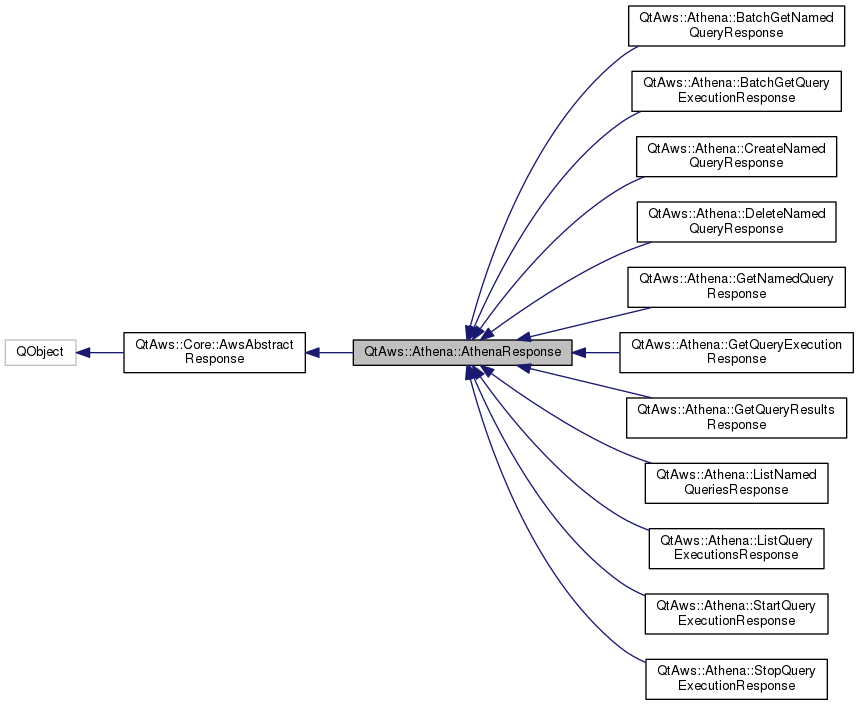 QtAws::Athena::BatchGetNamed
QueryResponse
QtAws::Athena::BatchGetQuery
ExecutionResponse
QtAws::Athena::CreateNamed
QueryResponse
QtAws::Athena::DeleteNamed
QueryResponse
QtAws::Athena::GetNamedQuery
Response
QObject
QtAws::Core::AwsAbstract
Response
QtAws::Athena::AthenaResponse
QtAws::Athena::GetQueryExecution
Response
QtAws::Athena::GetQueryResults
Response
QtAws::Athena::ListNamed
QueriesResponse
QtAws::Athena::ListQuery
ExecutionsResponse
QtAws::Athena::StartQuery
ExecutionResponse
QtAws::Athena::StopQuery
ExecutionResponse